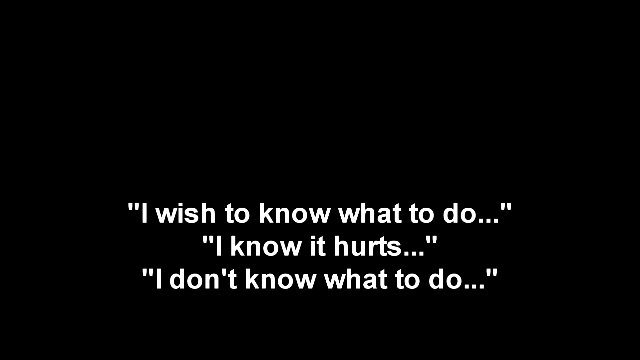 "I wish to know what to do..."
"I know it hurts..."
"I don't know what to do..."